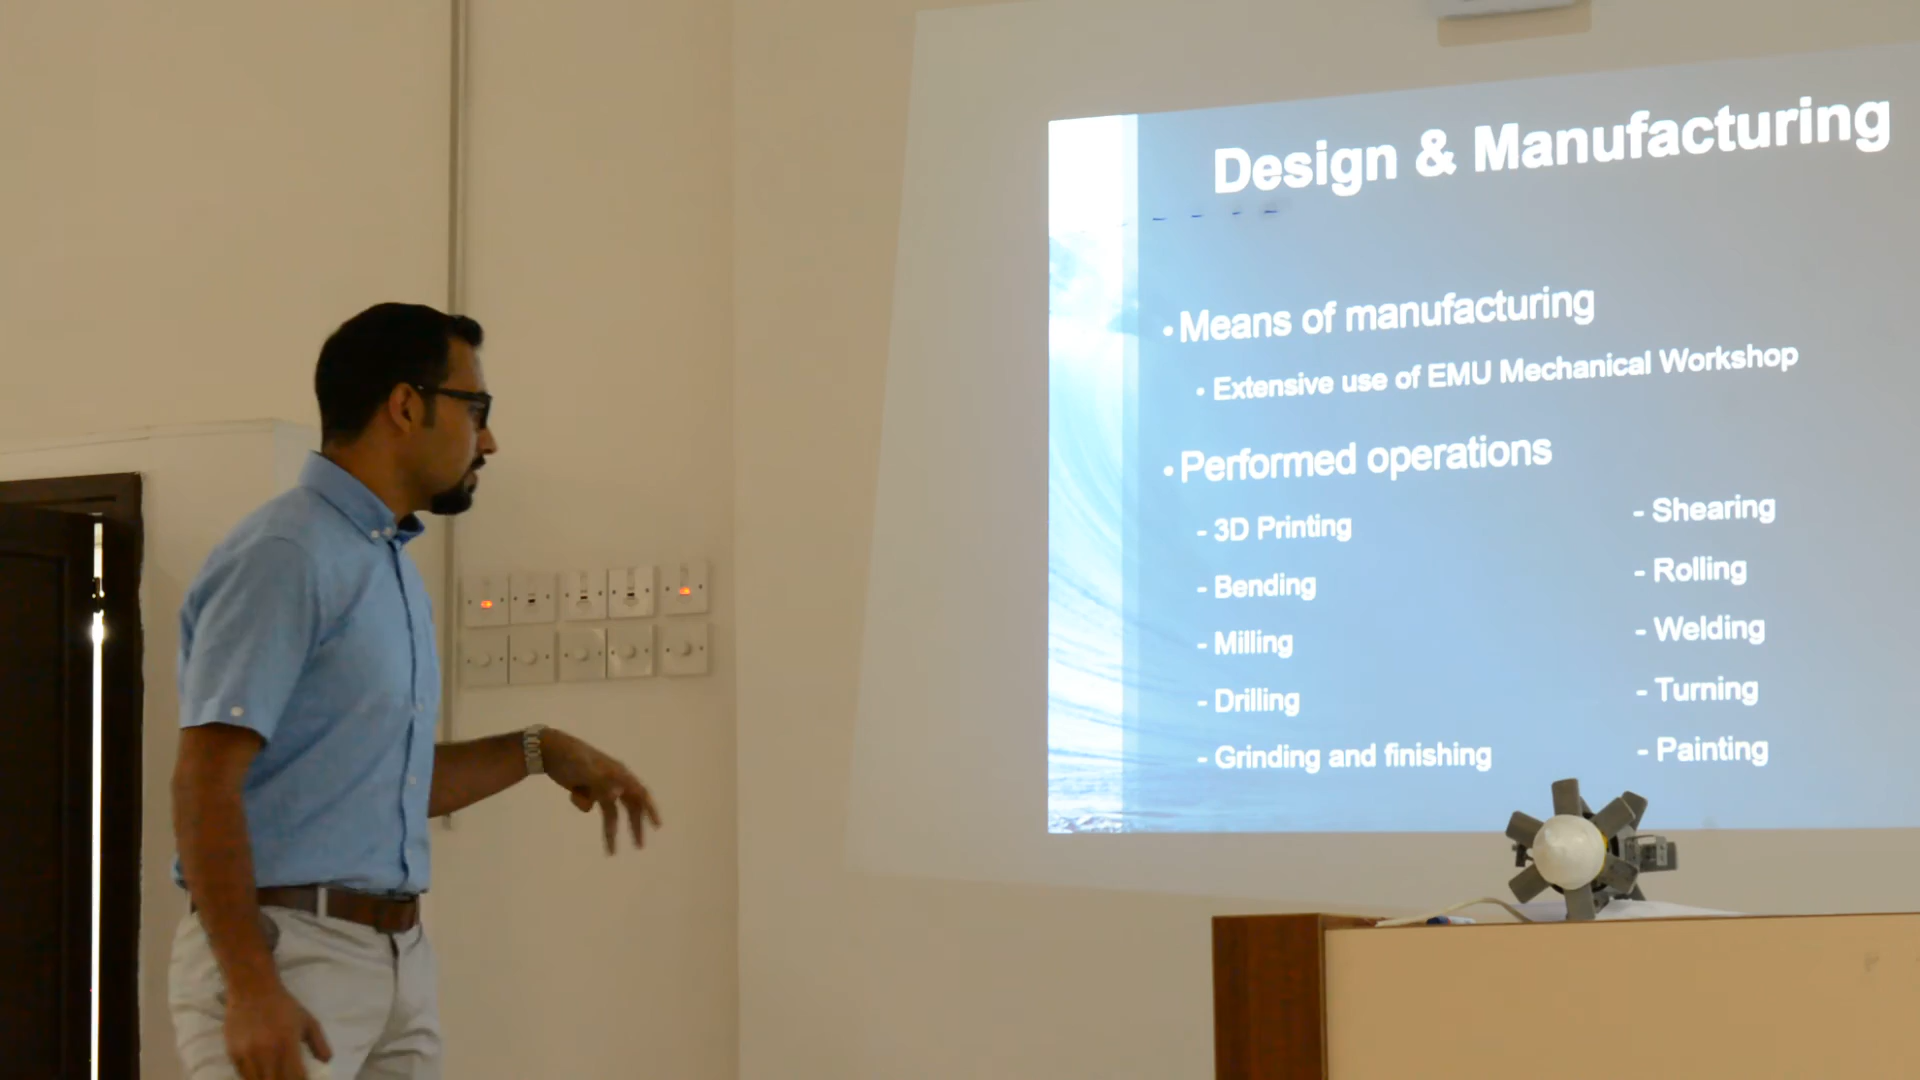 Design & Manufacturing
• Means of manufacturing
• Extensive use of EMU Mechanical Workshop
• Performed operations
- 3D Printing
- Bending
- Milling
- Drilling
- Grinding and finishing
- Shearing
- Rolling
- Welding
- Turning
- Painting